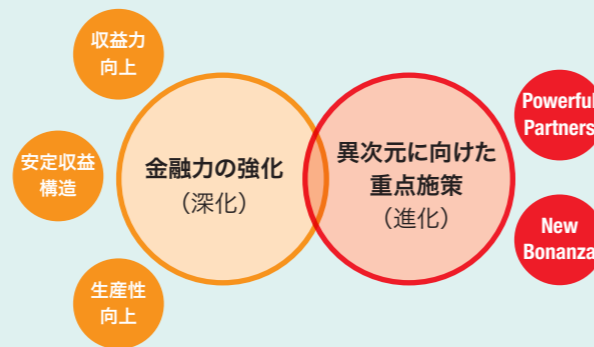 収益力
向上
安定収益
構造
生産性
向上
金融力の強化
（深化）
異次元に向けた
重点施策
（進化）
Powerful
Partners
New
Bonanza